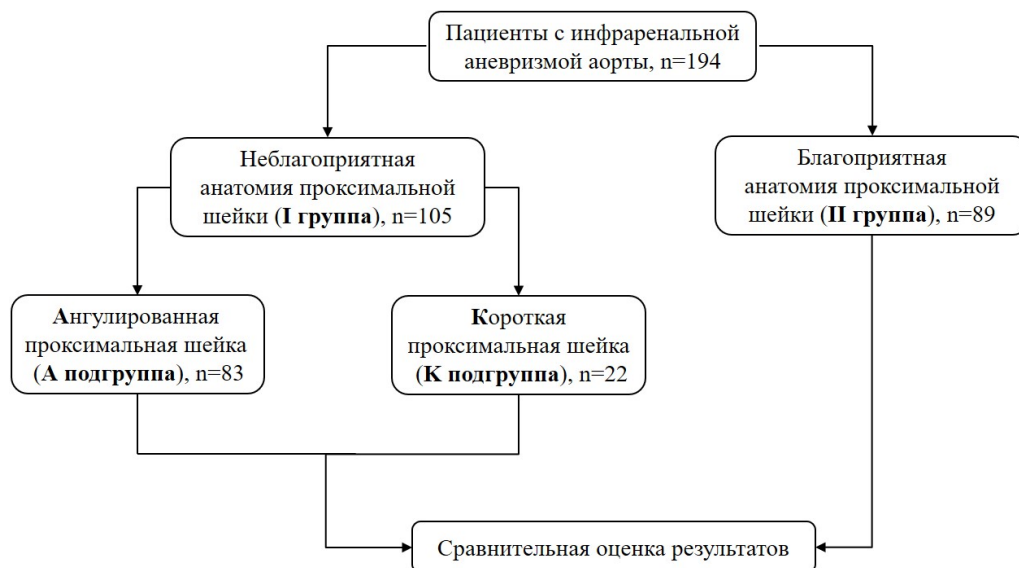 Пациенты с инфраренальной
аневризмой аорты, n=194
Неблагоприятная
анатомия проксимальной
шейки (I группа), n=105
Благоприятная
анатомия проксимальной
шейки (II группа), n=89
Ангулированная
проксимальная шейка
(А подгруппа), n=83
Короткая
проксимальная шейка
(К подгруппа), n=22
Сравнительная оценка результатов